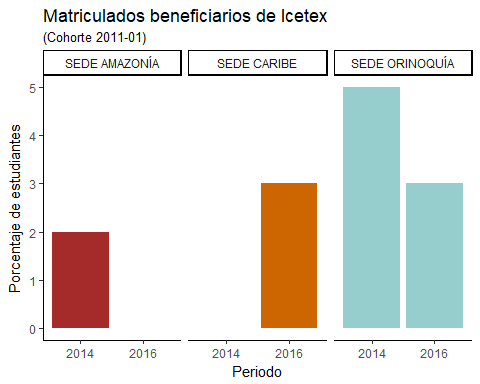 Matriculados beneficiarios de Icetex
(Cohorte 2011-01)
SEDE AMAZONÍA SEDE CARIBE SEDE ORINOQUÍA
5
4
3
2
1
0
Porcentaje de estudiantes
2014 2016 2014 2016 2014 2016
Periodo